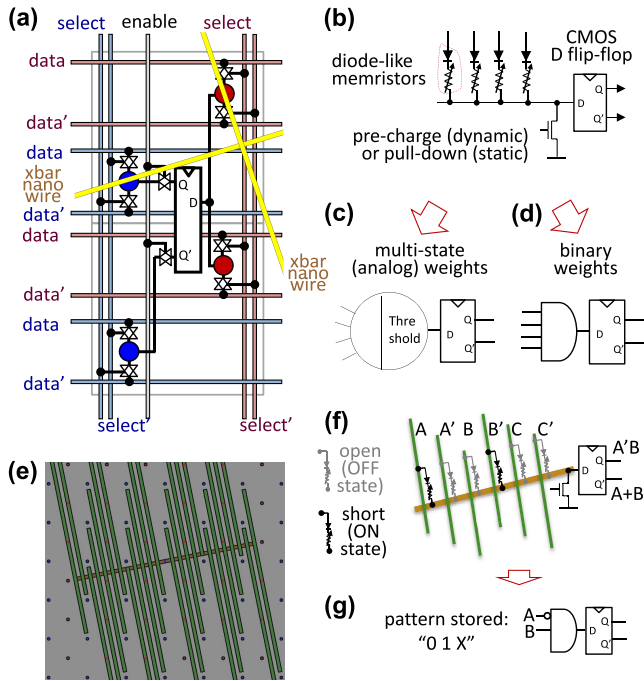 (a)
select
enable
select
data
data'
data
xbar
nano
wire
data'
data
data'
data
data'
select'
select'
Q
D
Q'
xbar
nano
wire
(b)
diode-like
memristors
CMOS
D flip-flop
D
Q
Q'
pre-charge (dynamic)
or pull-down (static)
(c)
multi-state
(analog) weights
Thre
shold
D
Q
Q'
(d)
binary
weights
D
Q
Q'
(e)
(f)
open
(OFF
state)
short
(ON
state)
A
A'
B
B'
C
C'
D
Q
Q'
A'B
A+B'
(g)
pattern stored:
"0 1 X"
A
B
D
Q
Q'